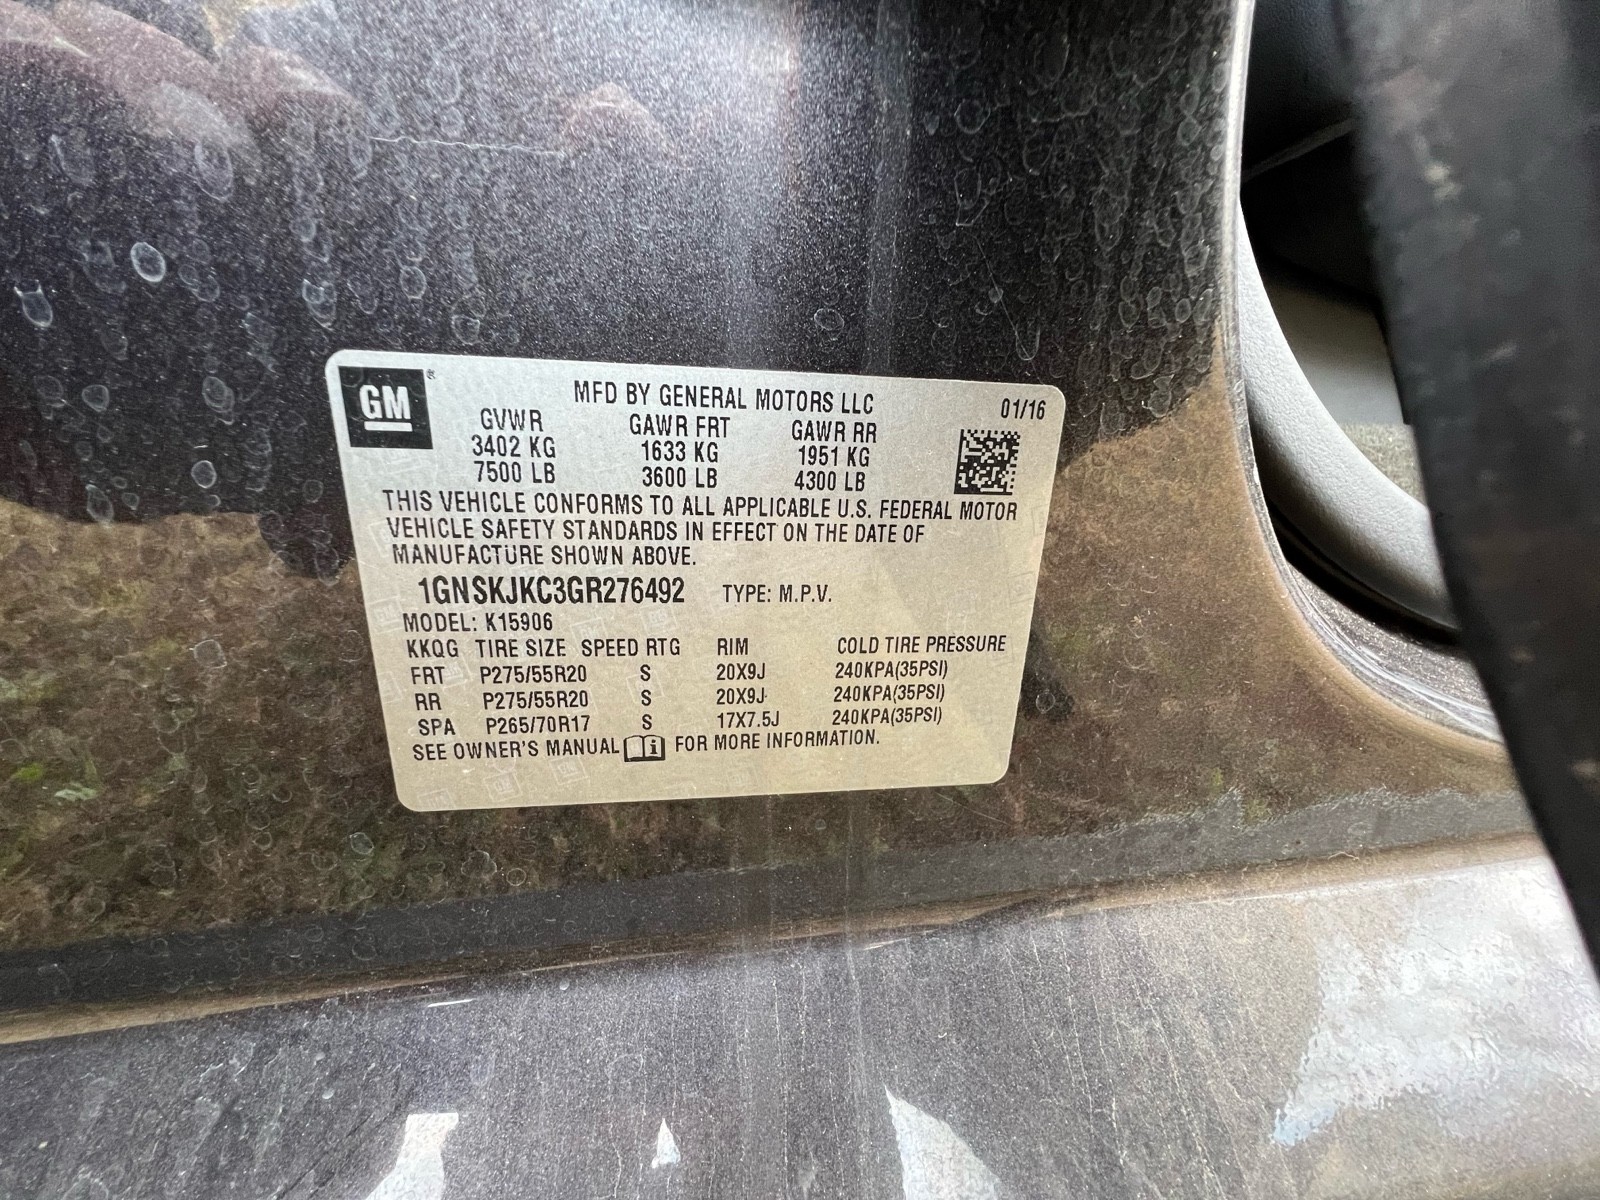 GM
MFD BY GENERAL MOTORS LLC 01/16
GVWR GAWR FRT GAWR RR
3402 KG 1633 KG 1951 KG
7500 LB 3600 LB 4300 LB
THIS VEHICLE CONFORMS TO ALL APPLICABLE U.S. FEDERAL MOTOR
VEHICLE SAFETY STANDARDS IN EFFECT ON THE DATE OF
MANUFACTURE SHOWN ABOVE.
1GNSKJKC3GR276492 TYPE: M.P.V.
MODEL: K15906
KKQG TIRE SIZE SPEED RTG RIM COLD TIRE PRESSURE
FRT P275/55R20 S 20X9J 240KPA(35PSI)
RR P275/55R20 S 20X9J 240KPA(35PSI)
SPA P265/70R17 S 17X7.5J 240KPA(35PSI)
SEE OWNER'S MANUAL i FOR MORE INFORMATION.